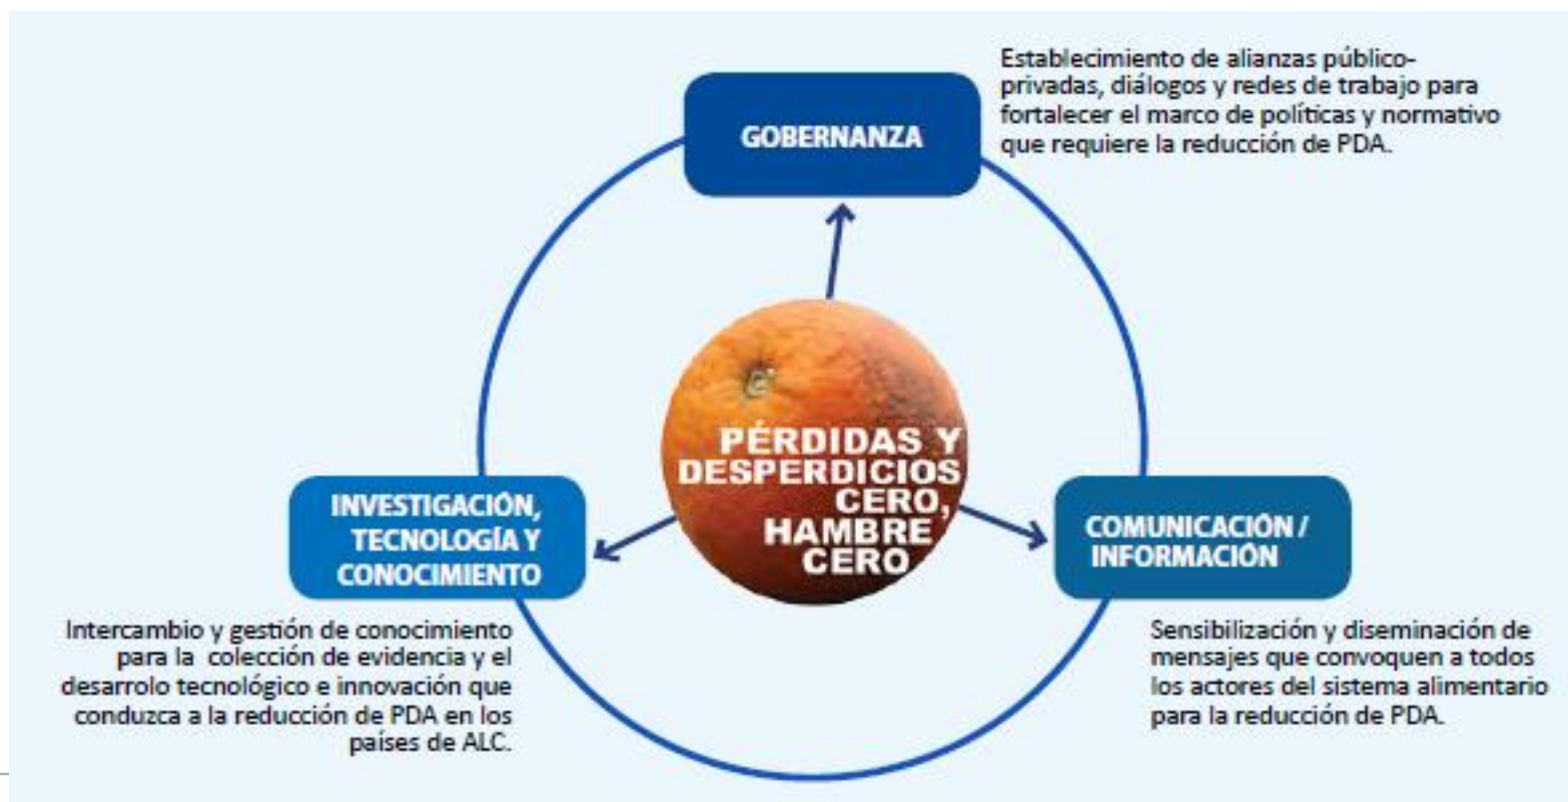 GOBERNANZA
Establecimiento de alianzas público-
privadas, diálogos y redes de trabajo para
fortalecer el marco de políticas y normativo
que requiere la reducción de PDA.
PÉRDIDAS Y
DESPERDICIOS
CERO,
HAMBRE
CERO
INVESTIGACIÓN,
TECNOLOGÍA Y
CONOCIMIENTO
Intercambio y gestión de conocimiento
para la colección de evidencia y el
desarrolo tecnológico e innovación que
conduzca a la reducción de PDA en los
países de ALC.
COMUNICACIÓN /
INFORMACIÓN
Sensibilización y diseminación de
mensajes que convoquen a todos
los actores del sistema alimentario
para la reducción de PDA.